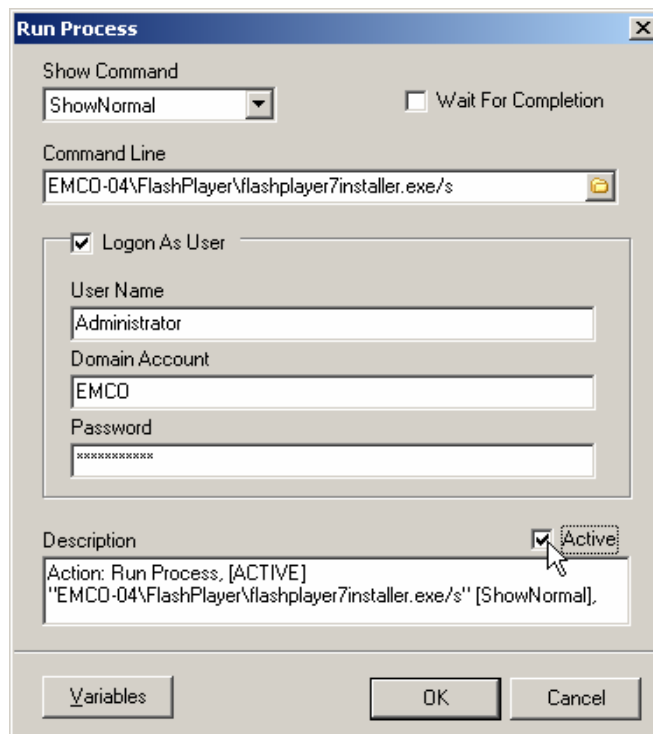 Run Process
Show Command
ShowNormal
Wait For Completion
Command Line
EMCO-04\FlashPlayer\flashplayer7installer.exe/s
Logon As User
User Name
Administrator
Domain Account
EMCO
Password
***********
Description
Active
Action: Run Process, [ACTIVE]
"EMCO-04\FlashPlayer\flashplayer7installer.exe/s" [ShowNormal],
Variables
OK
Cancel